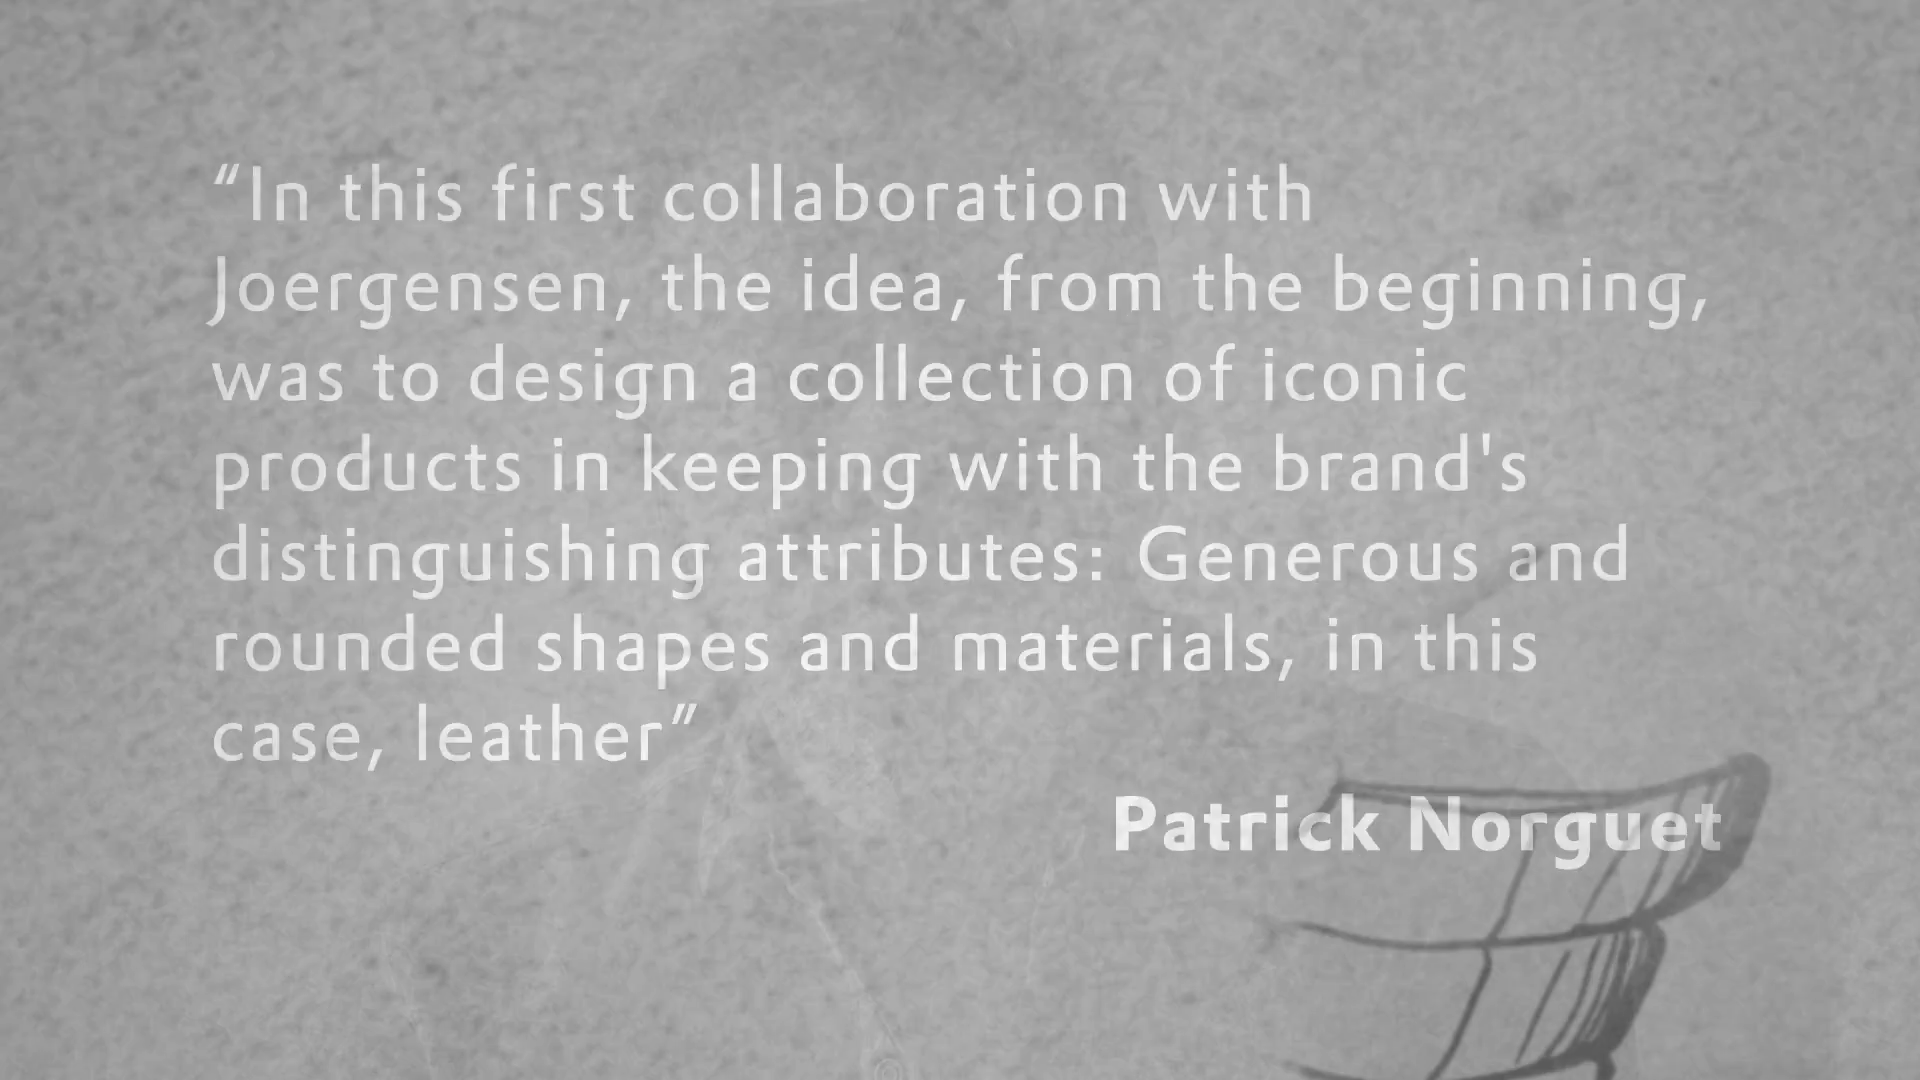 “In this first collaboration with
Joergensen, the idea, from the beginning,
was to design a collection of iconic
products in keeping with the brand's
distinguishing attributes: Generous and
rounded shapes and materials, in this
case, leather”
Patrick Norguet